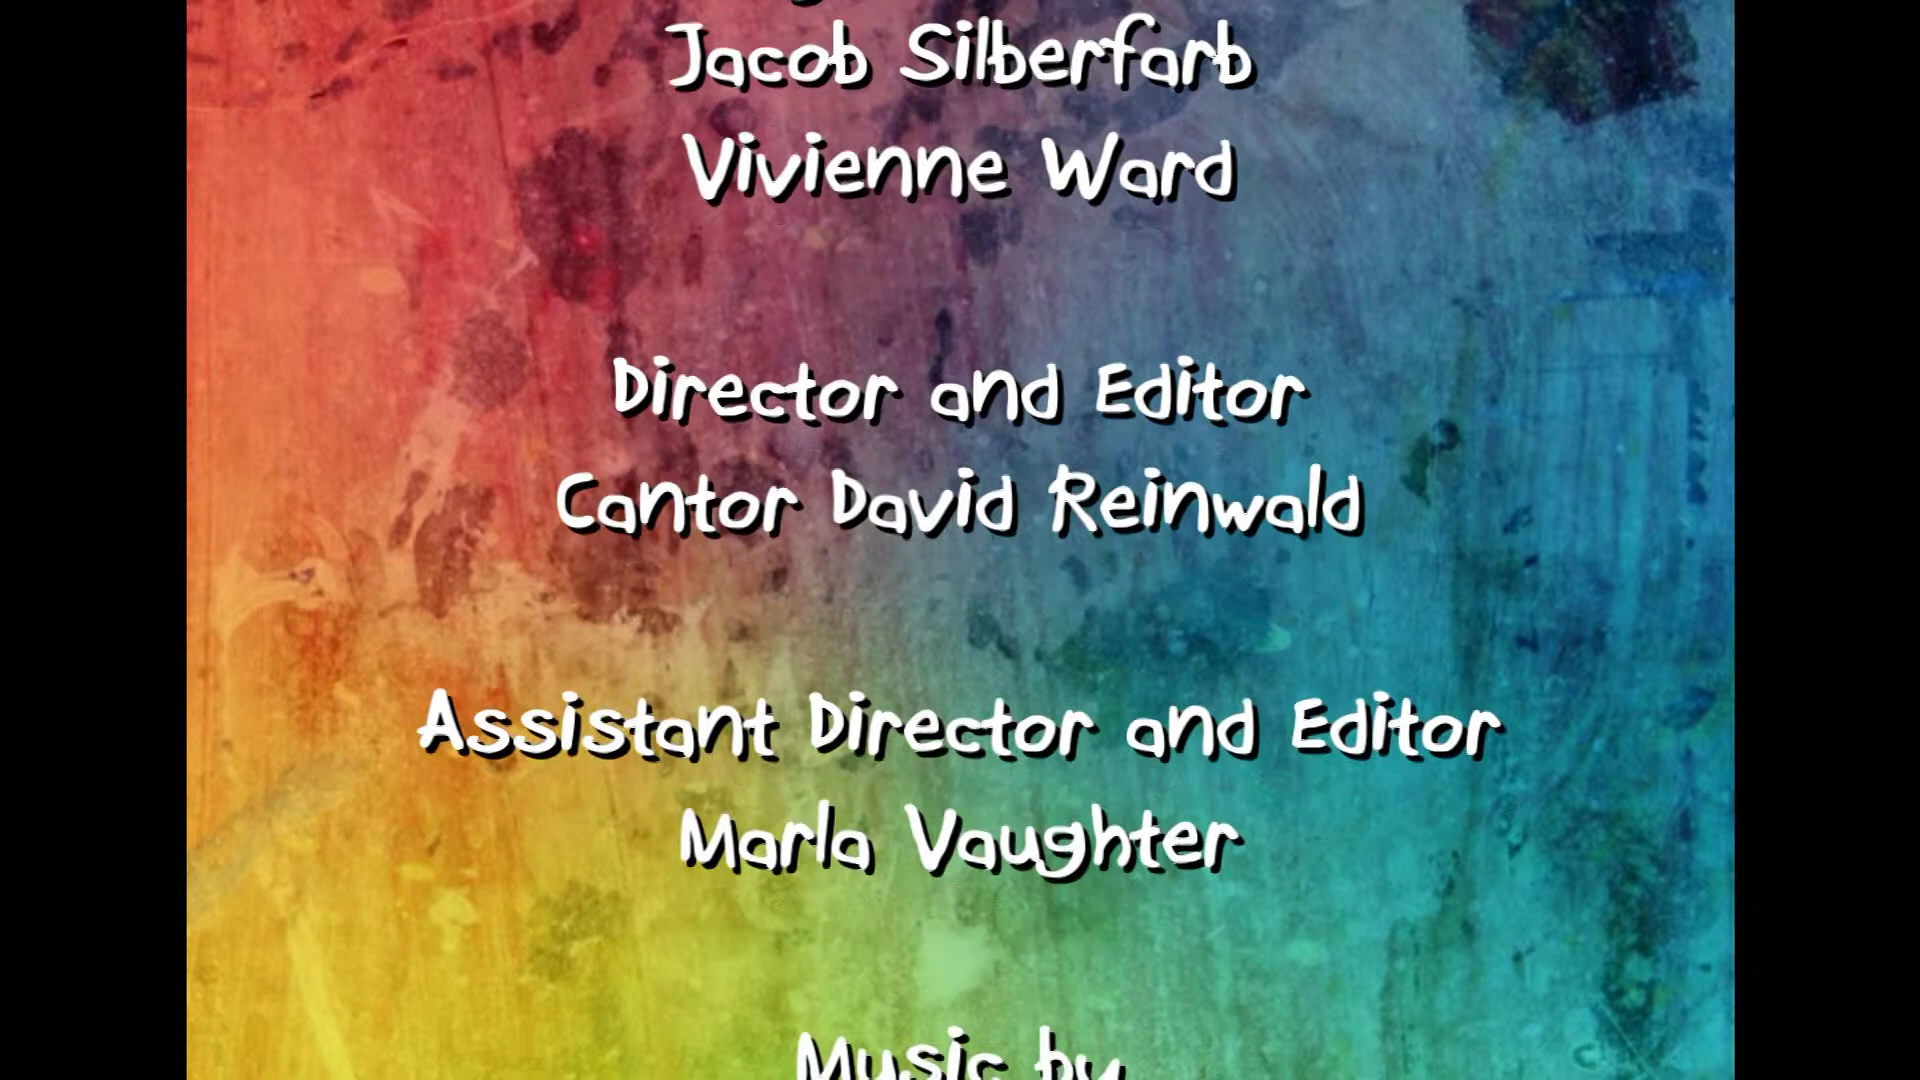 Jacob Silberfarb
Vivienne Ward
Director and Editor
Cantor David Reinwald
Assistant Director and Editor
Marla Vaughter
Music by